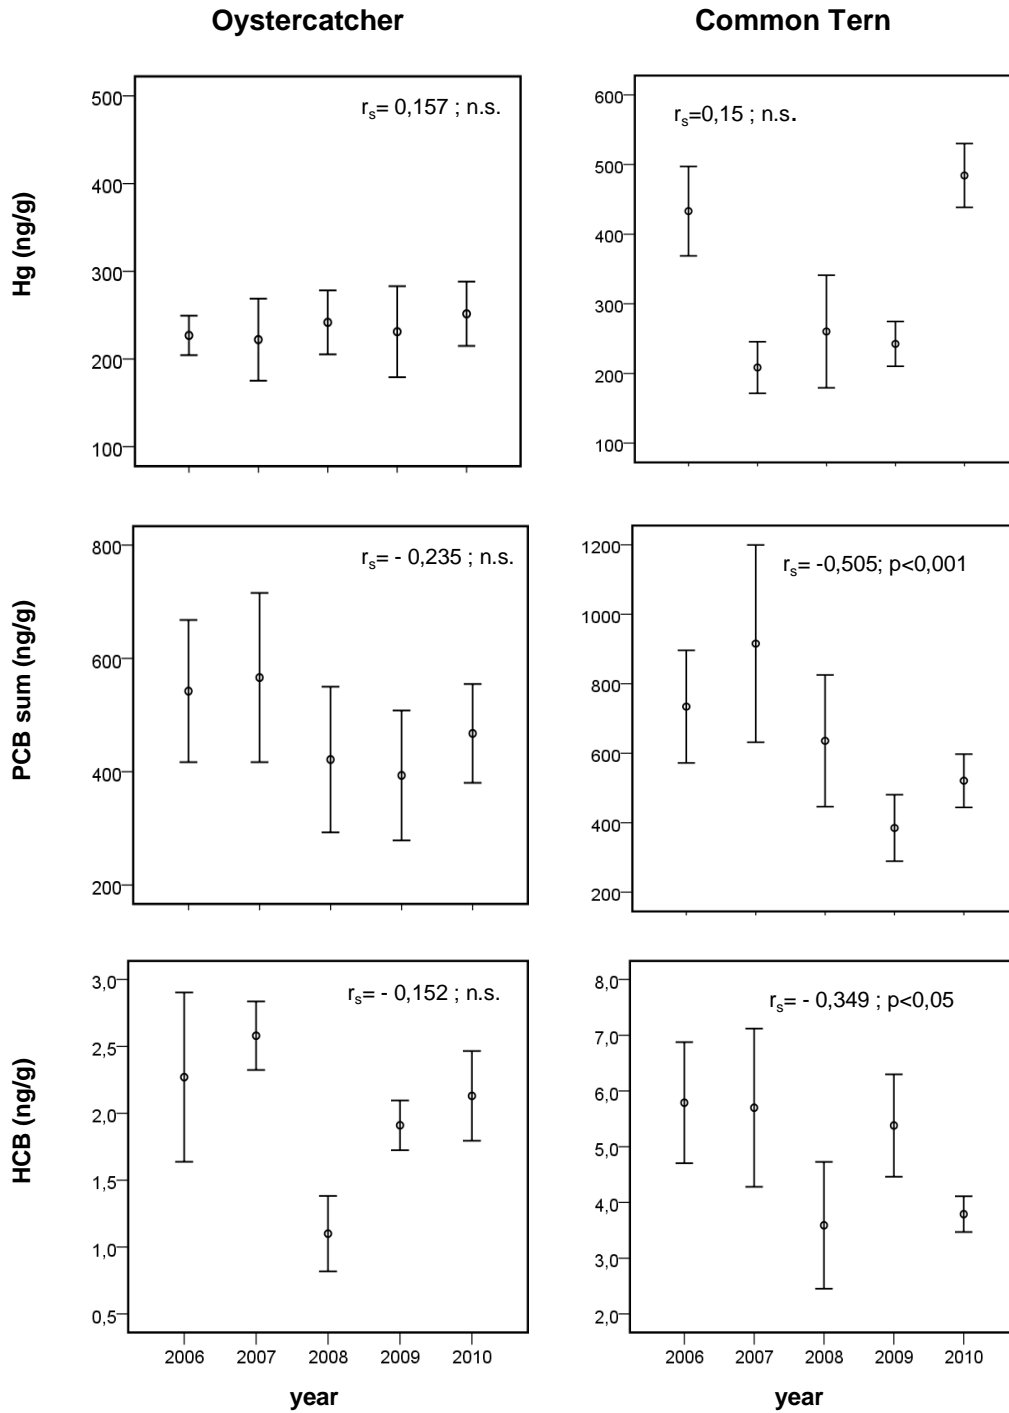 Oystercatcher
Common Tern
Hg (ng/g)
500
400
300
200
100
rs= 0,157 ; n.s.
600
500
400
300
200
100
rs=0,15 ; n.s.
PCB sum (ng/g)
800
600
400
200
rs= - 0,235 ; n.s.
1200
1000
800
600
400
200
rs= -0,505; p<0,001
HCB (ng/g)
3,0
2,5
2,0
1,5
1,0
0,5
rs= - 0,152 ; n.s.
8,0
7,0
6,0
5,0
4,0
3,0
2,0
rs= - 0,349 ; p<0,05
2006 2007 2008 2009 2010
2006 2007 2008 2009 2010
year
year